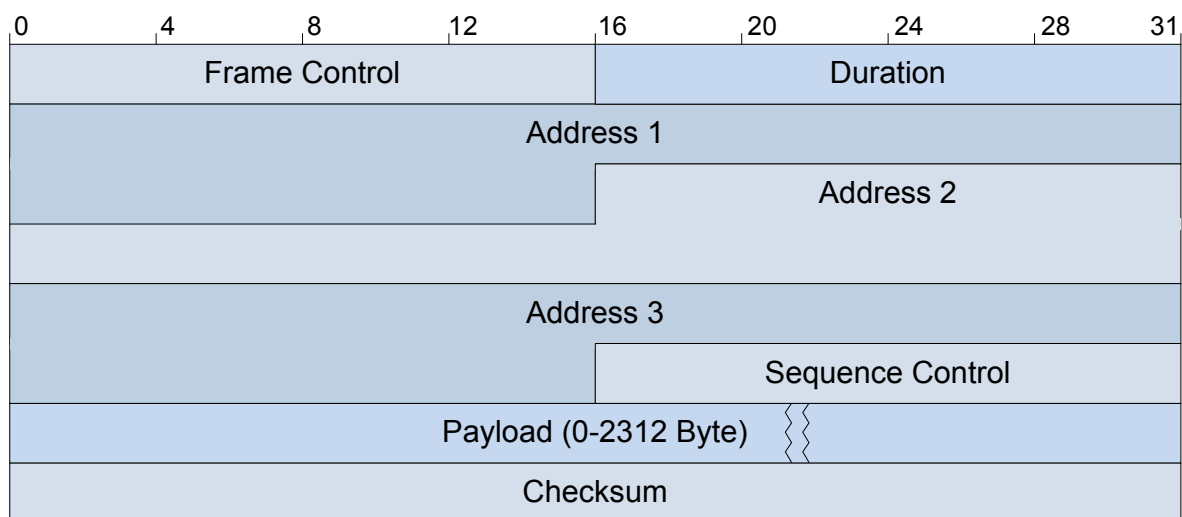 0 4 8 12 16 20 24 28 31
Frame Control Duration
Address 1
Address 2
Address 3
Sequence Control
Payload (0-2312 Byte)
Checksum